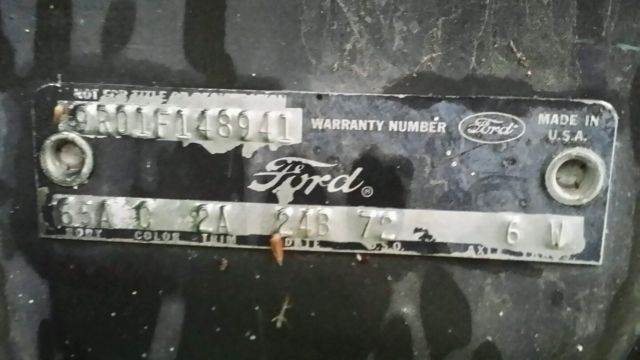 NOT FOR TITLE OR REGISTRATION
9R01F148941 WARRANTY NUMBER Ford MADE IN
U.S.A.
Ford®
65A C 2A 24B 72 6 W
BODY COLOR TRIM DATE D.S.O. AXLE TRANS